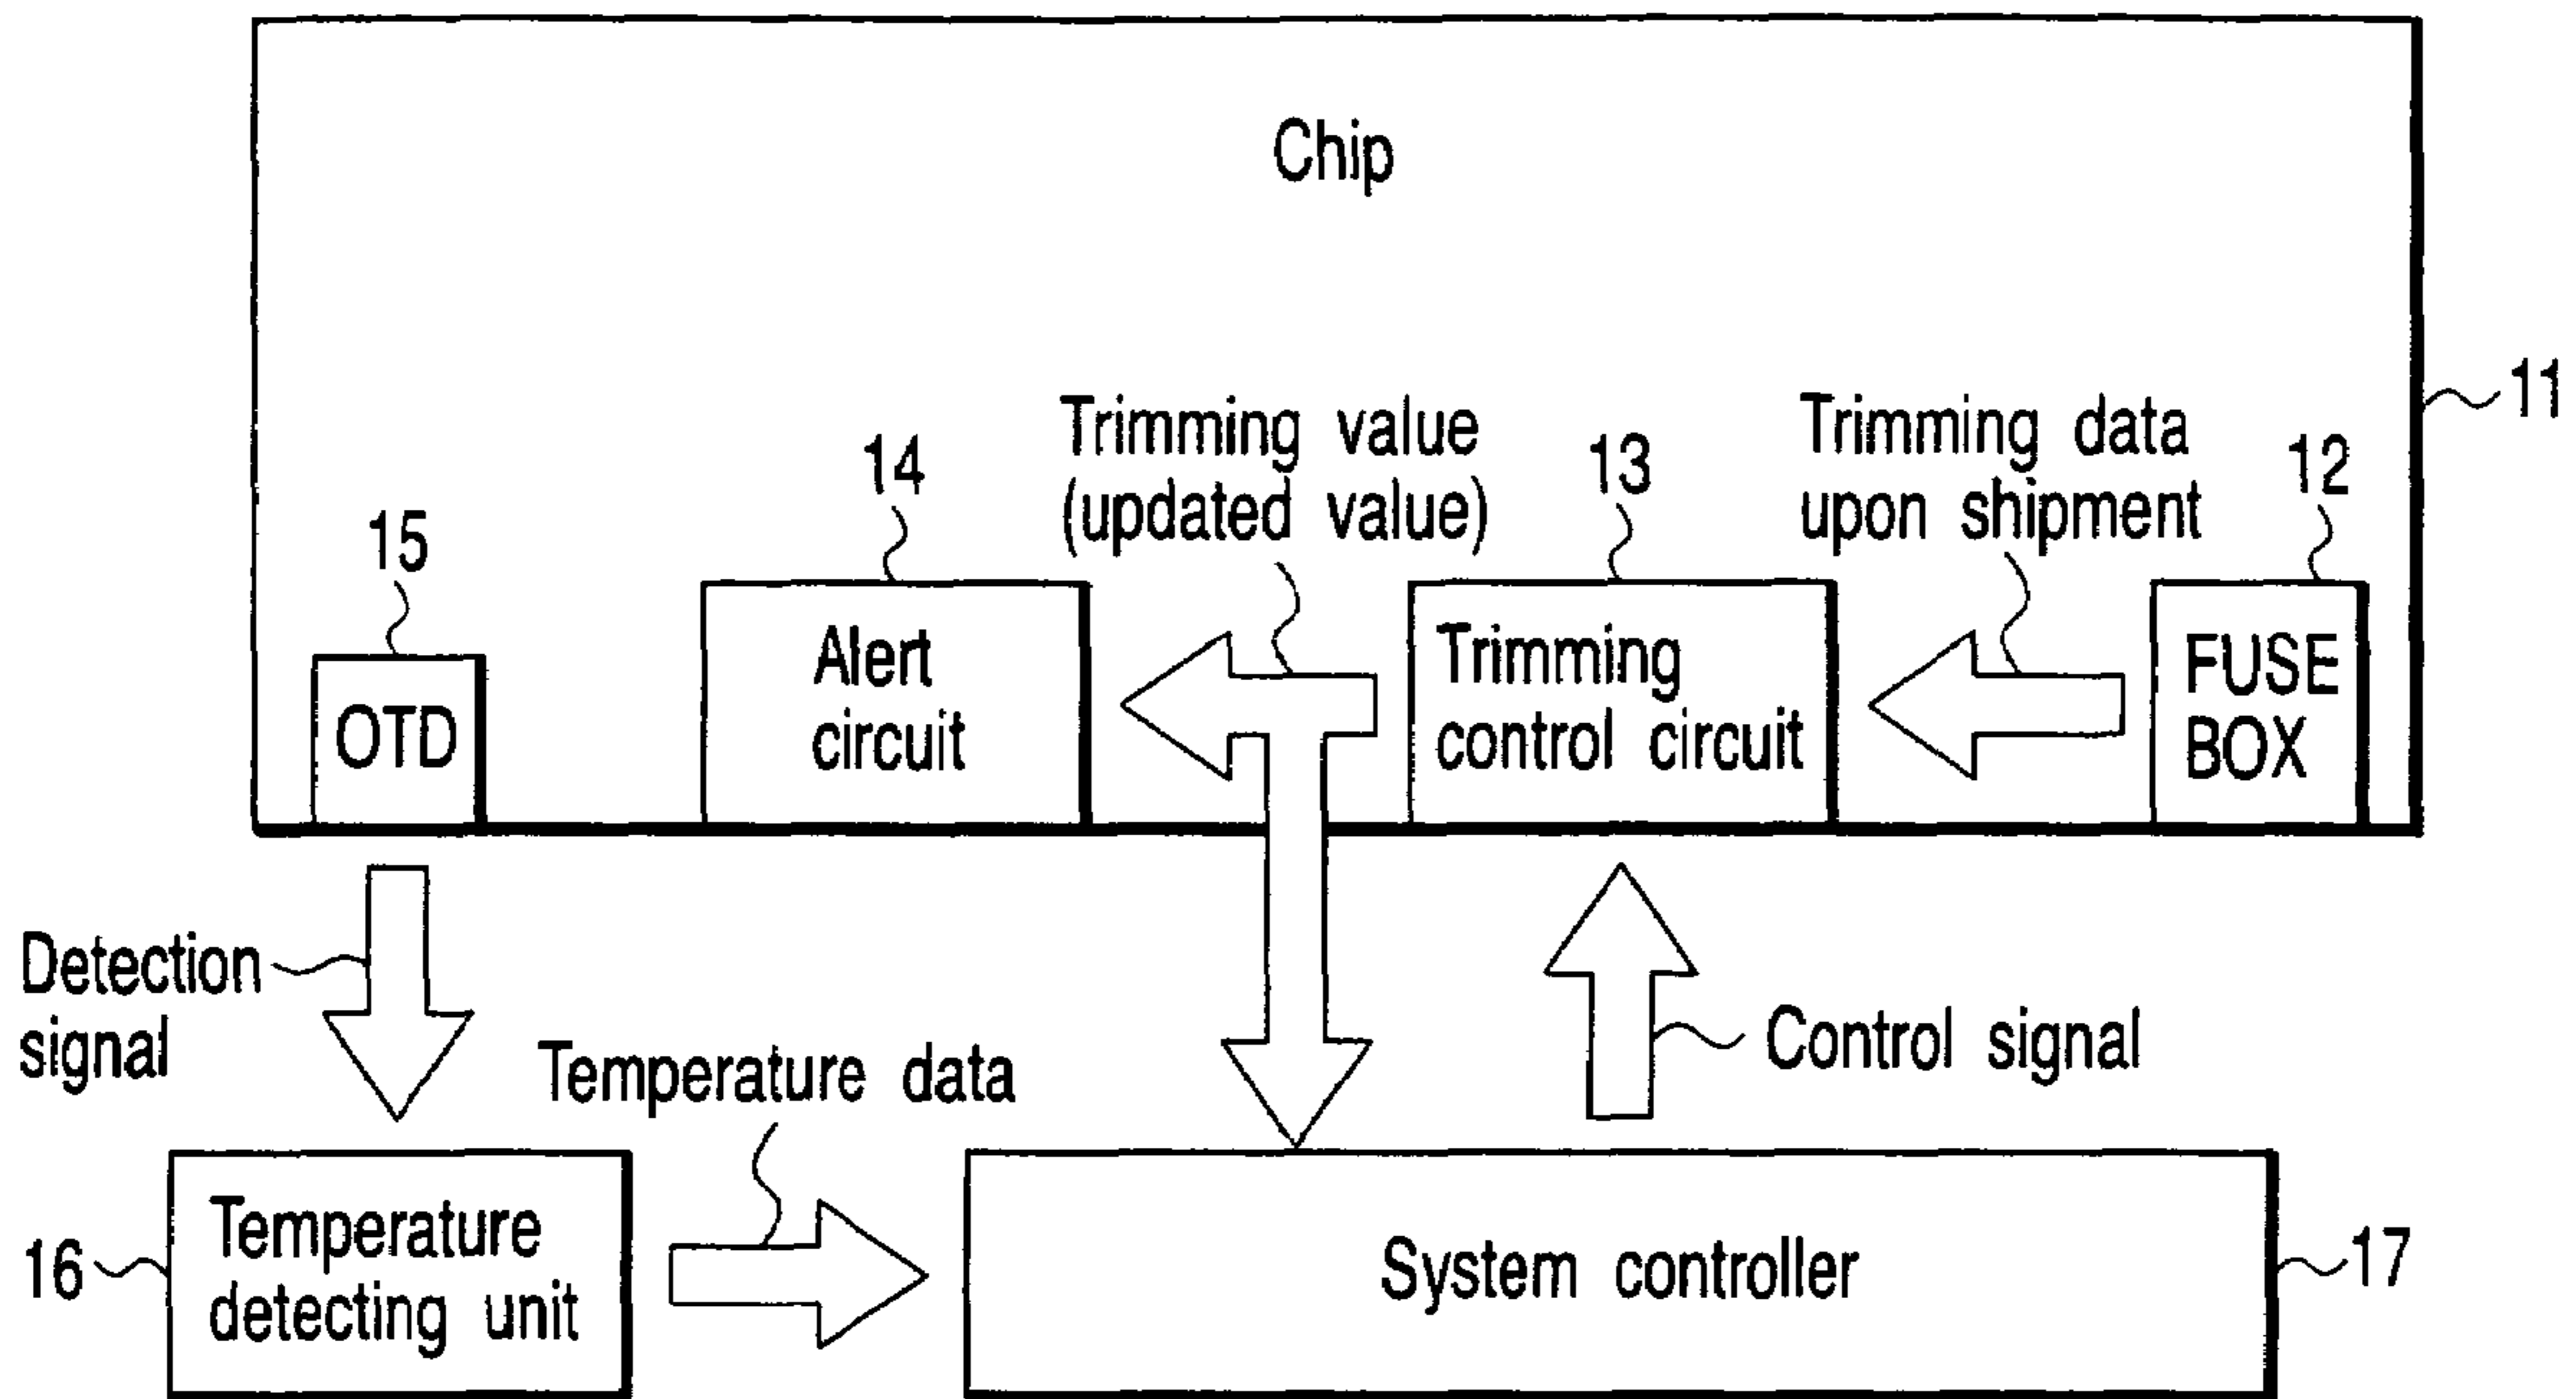 Chip
11
Trimming value
(updated value)
Trimming data
upon shipment
14
13
12
15
Alert
circuit
Trimming
control circuit
FUSE
BOX
OTD
Detection
signal
Temperature data
Control signal
16
Temperature
detecting unit
System controller
17